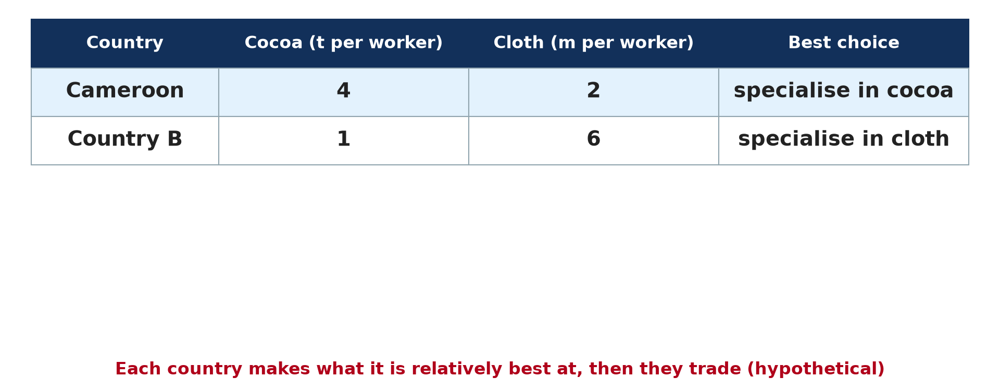 Country Cocoa (t per worker) Cloth (m per worker) Best choice
Cameroon 4 2 specialise in cocoa
Country B 1 6 specialise in cloth
Each country makes what it is relatively best at, then they trade (hypothetical)